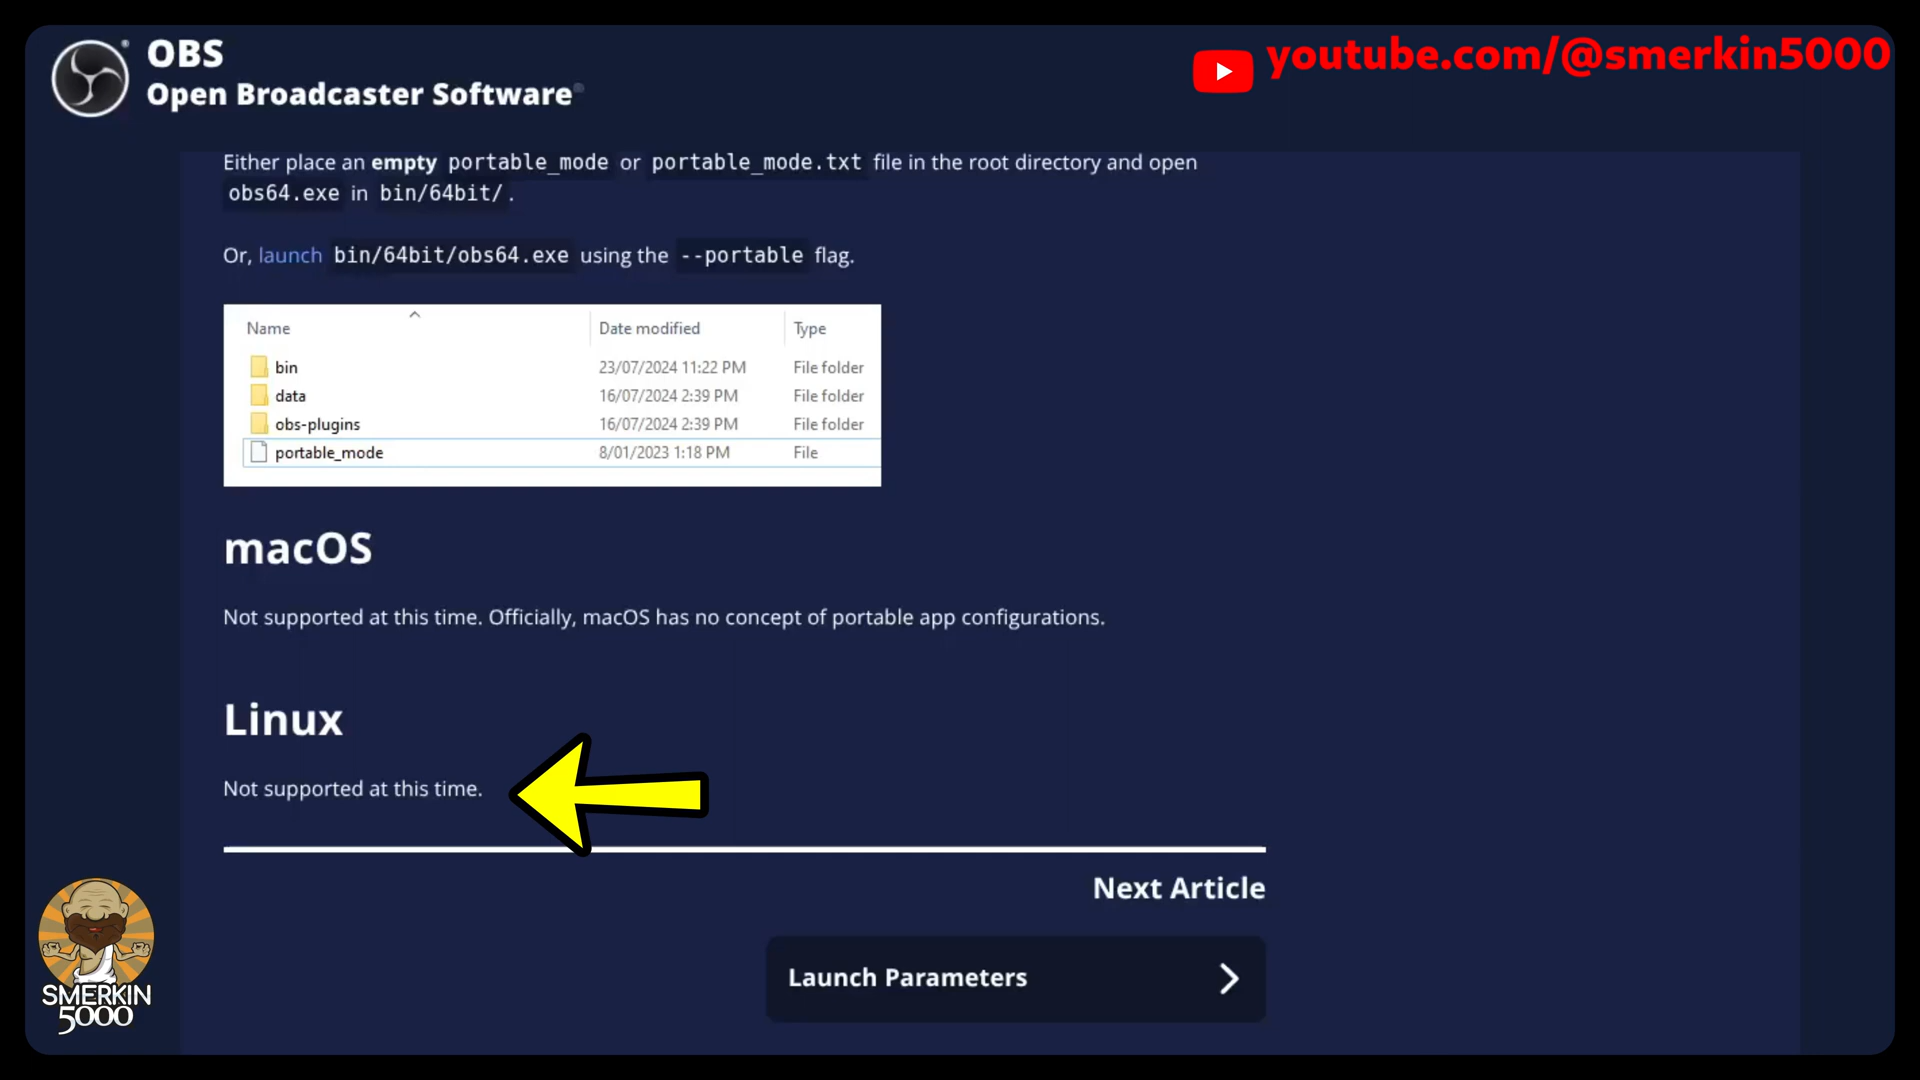 OBS
Open Broadcaster Software
youtube.com/@smerkin5000
Either place an empty portable_mode or portable_mode.txt file in the root directory and open
obs64.exe in bin/64bit/.
Or, launch bin/64bit/obs64.exe using the --portable flag.
Name Date modified Type
bin 23/07/2024 11:22 PM File folder
data 16/07/2024 2:39 PM File folder
obs-plugins 16/07/2024 2:39 PM File folder
portable_mode 8/01/2023 1:18 PM File
macOS
Not supported at this time. Officially, macOS has no concept of portable app configurations.
Linux
Not supported at this time.
Next Article
Launch Parameters
SMERKIN
5000